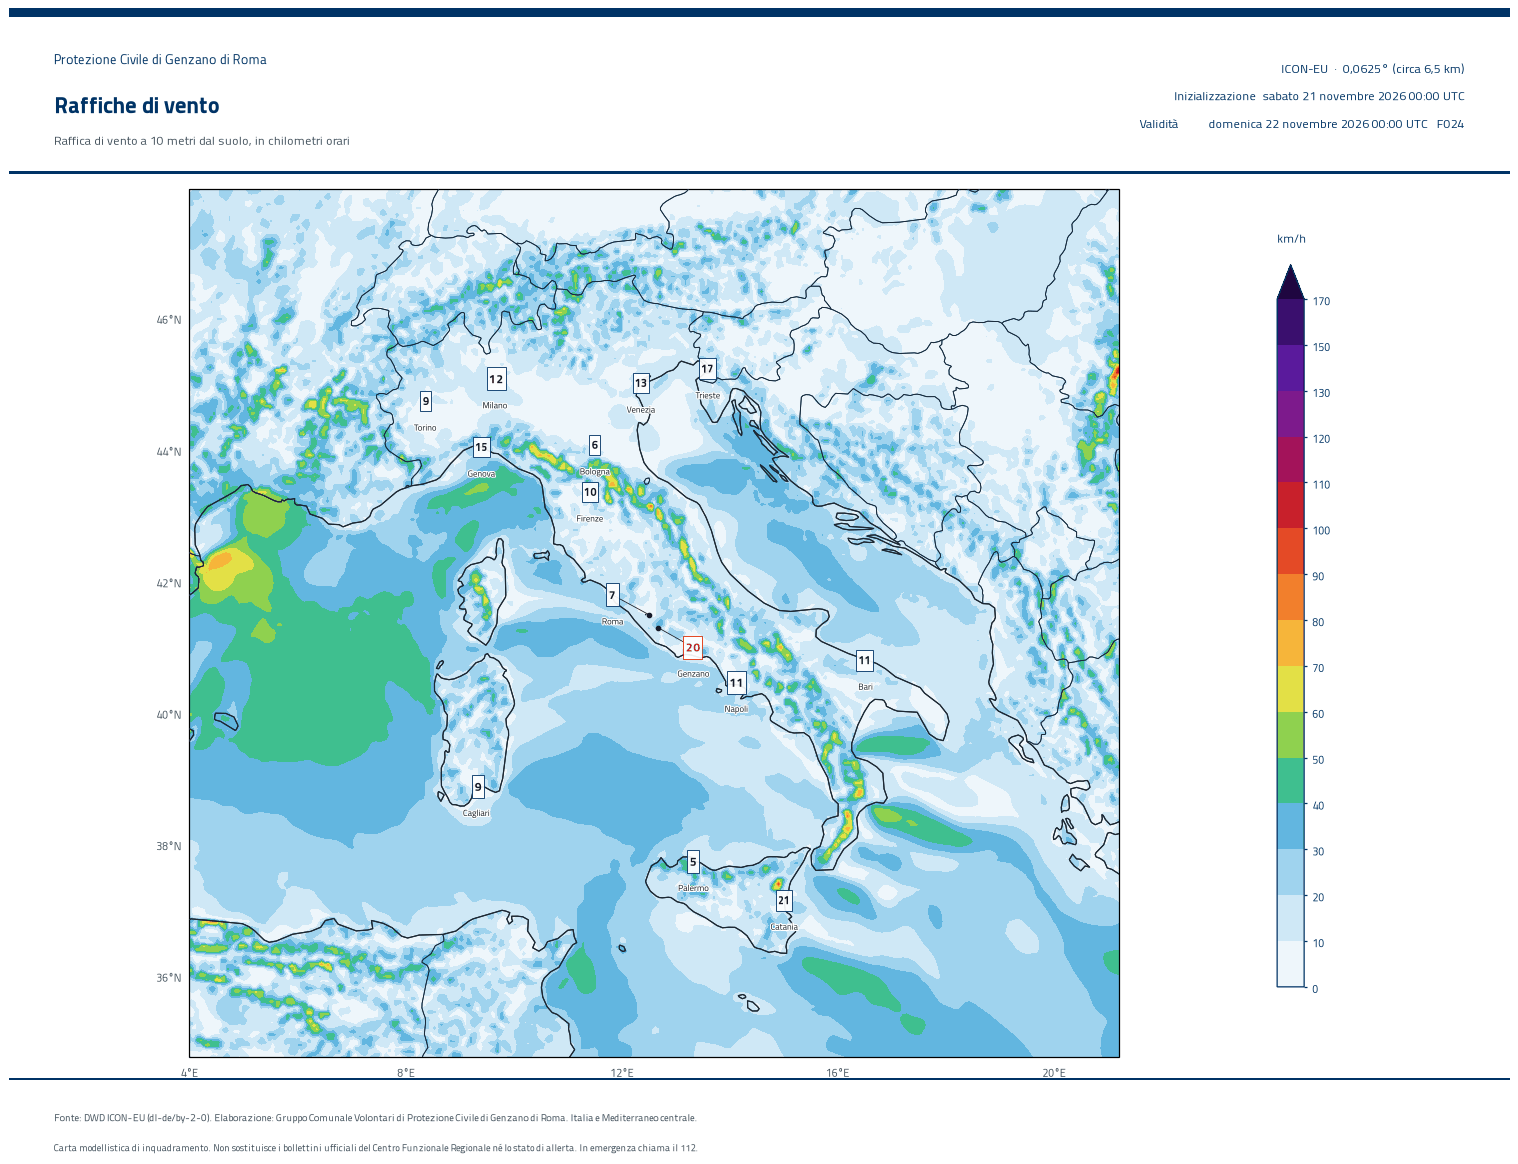 Protezione Civile di Genzano di Roma
Raffiche di vento
Raffica di vento a 10 metri dal suolo, in chilometri orari
ICON-EU · 0,0625° (circa 6,5 km)
Inizializzazione sabato 21 novembre 2026 00:00 UTC
Validità domenica 22 novembre 2026 00:00 UTC F024
km/h
170
150
130
120
110
100
90
80
70
60
50
40
30
20
10
0
46°N
44°N
42°N
40°N
38°N
36°N
4°E
8°E
12°E
16°E
20°E
17
Trieste
12
Milano
13
Venezia
9
Torino
15
Genova
6
Bologna
10
Firenze
7
Roma
20
Genzano
11
Napoli
11
Bari
9
Cagliari
5
Palermo
21
Catania
Fonte: DWD ICON-EU (dl-de/by-2-0). Elaborazione: Gruppo Comunale Volontari di Protezione Civile di Genzano di Roma. Italia e Mediterraneo centrale.
Carta modellistica di inquadramento. Non sostituisce i bollettini ufficiali del Centro Funzionale Regionale né lo stato di allerta. In emergenza chiama il 112.